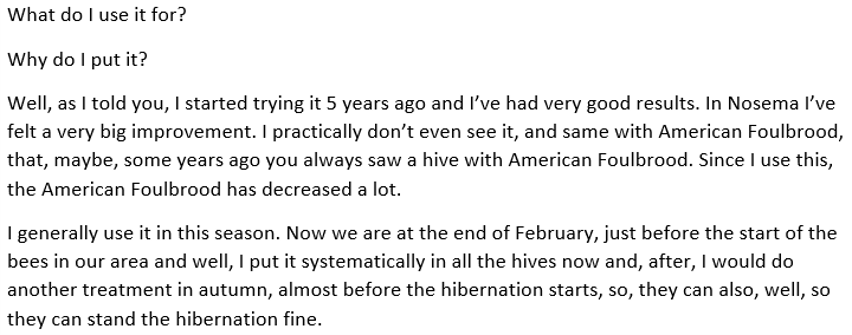 What do I use it for?
Why do I put it?
Well, as I told you, I started trying it 5 years ago and I’ve had very good results. In Nosema I’ve
felt a very big improvement. I practically don’t even see it, and same with American Foulbrood,
that, maybe, some years ago you always saw a hive with American Foulbrood. Since I use this,
the American Foulbrood has decreased a lot.
I generally use it in this season. Now we are at the end of February, just before the start of the
bees in our area and well, I put it systematically in all the hives now and, after, I would do
another treatment in autumn, almost before the hibernation starts, so, they can also, well, so
they can stand the hibernation fine.